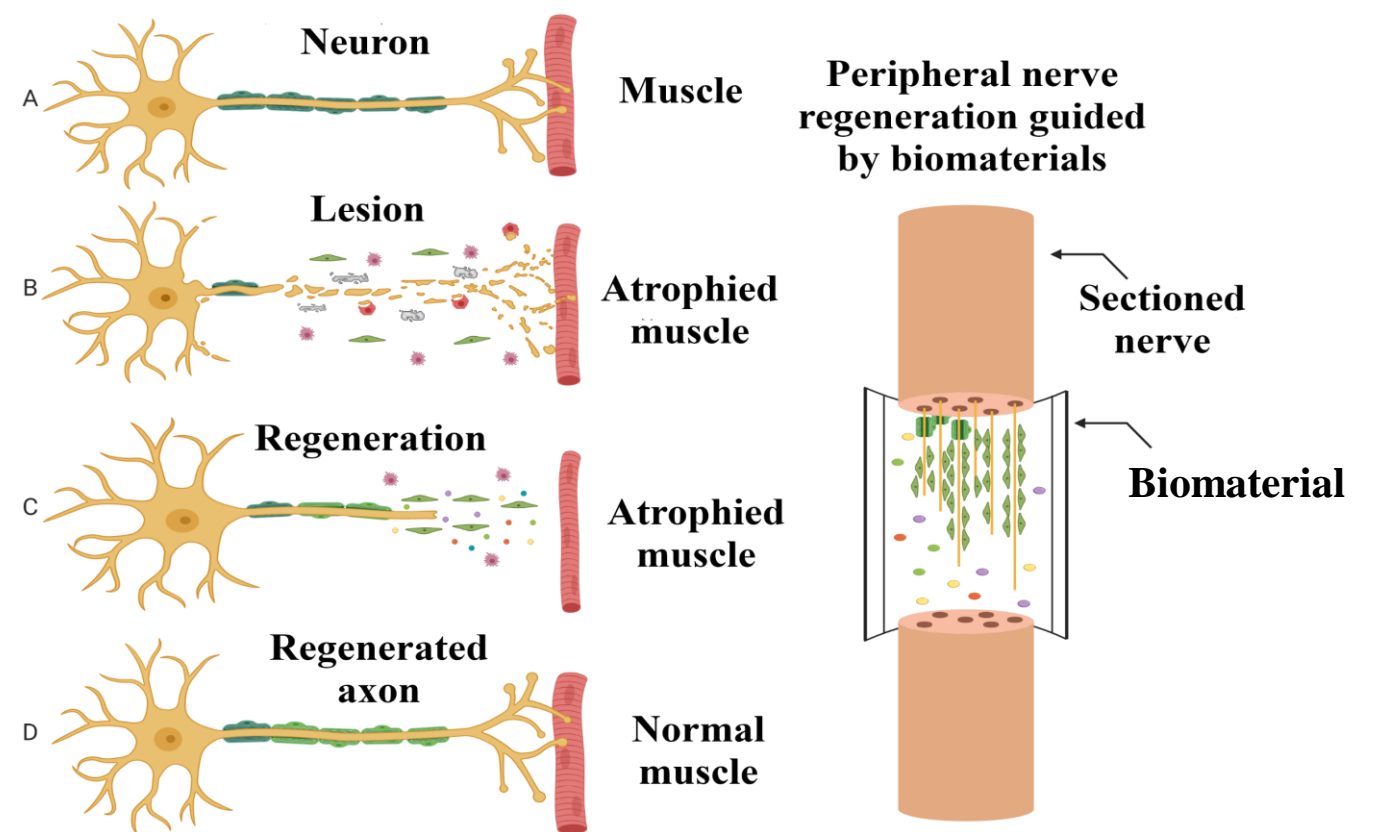 A
Neuron
Muscle
B
Lesion
Atrophied
muscle
C
Regeneration
Atrophied
muscle
D
Regenerated
axon
Normal
muscle
Peripheral nerve
regeneration guided
by biomaterials
Sectioned
nerve
Biomaterial